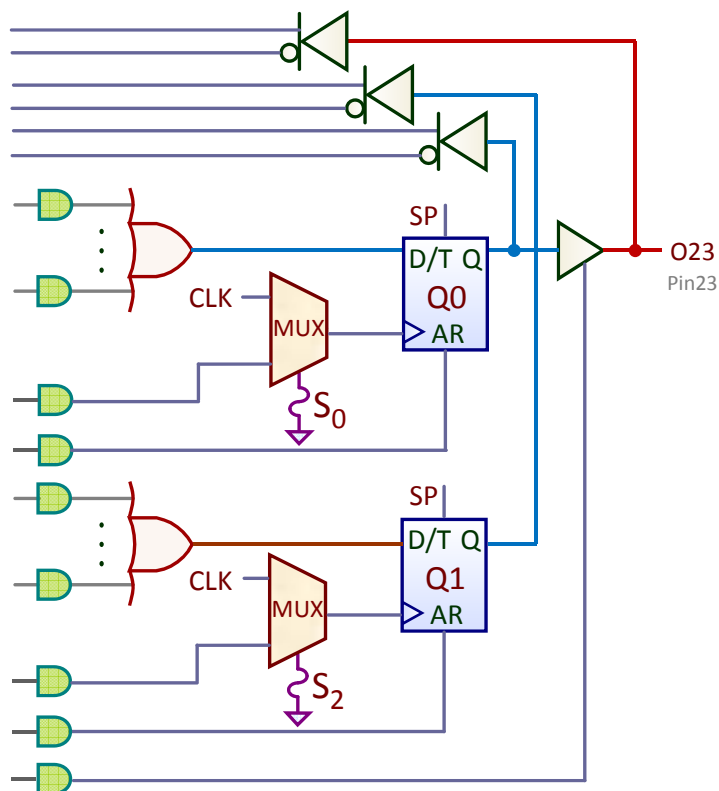 SP
D/T Q
O23
Q0
Pin23
CLK
MUX
AR
S0
SP
D/T Q
Q1
CLK
MUX
AR
S2